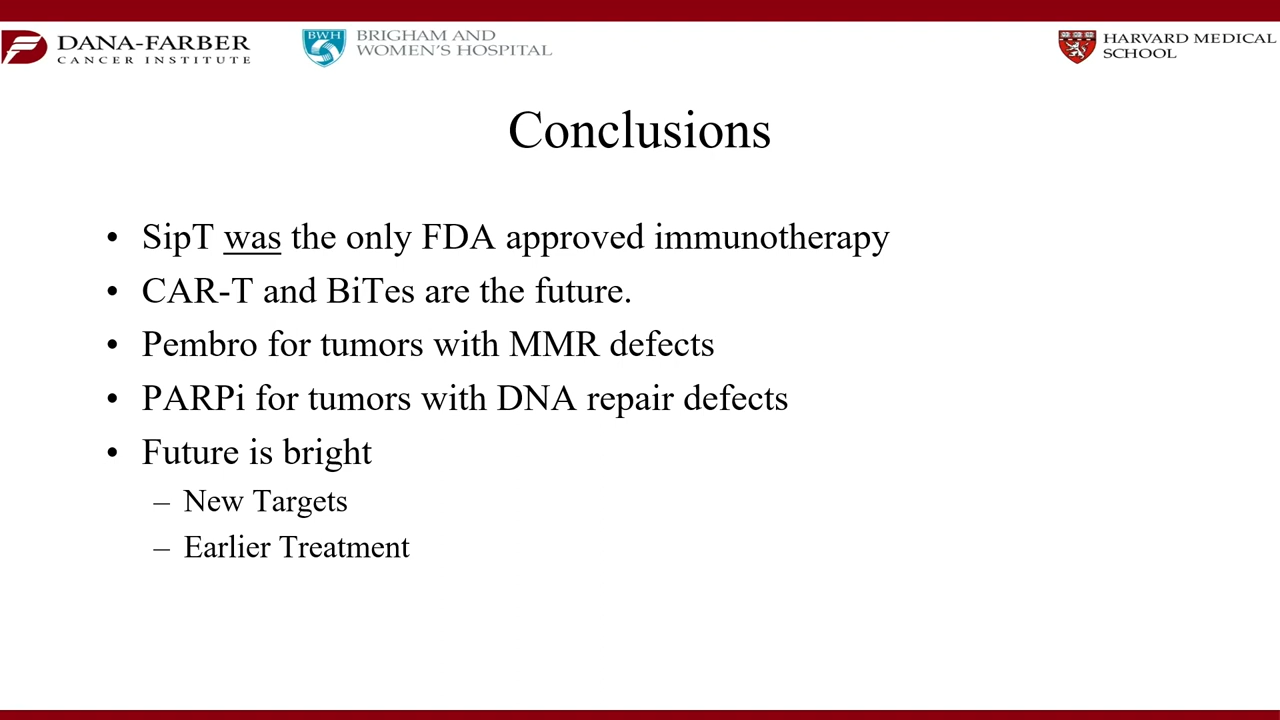 DANA-FARBER
CANCER INSTITUTE
BWH
BRIGHAM AND
WOMEN'S HOSPITAL
HARVARD MEDICAL
SCHOOL
Conclusions
• SipT was the only FDA approved immunotherapy
• CAR-T and BiTes are the future.
• Pembro for tumors with MMR defects
• PARPi for tumors with DNA repair defects
• Future is bright
– New Targets
– Earlier Treatment